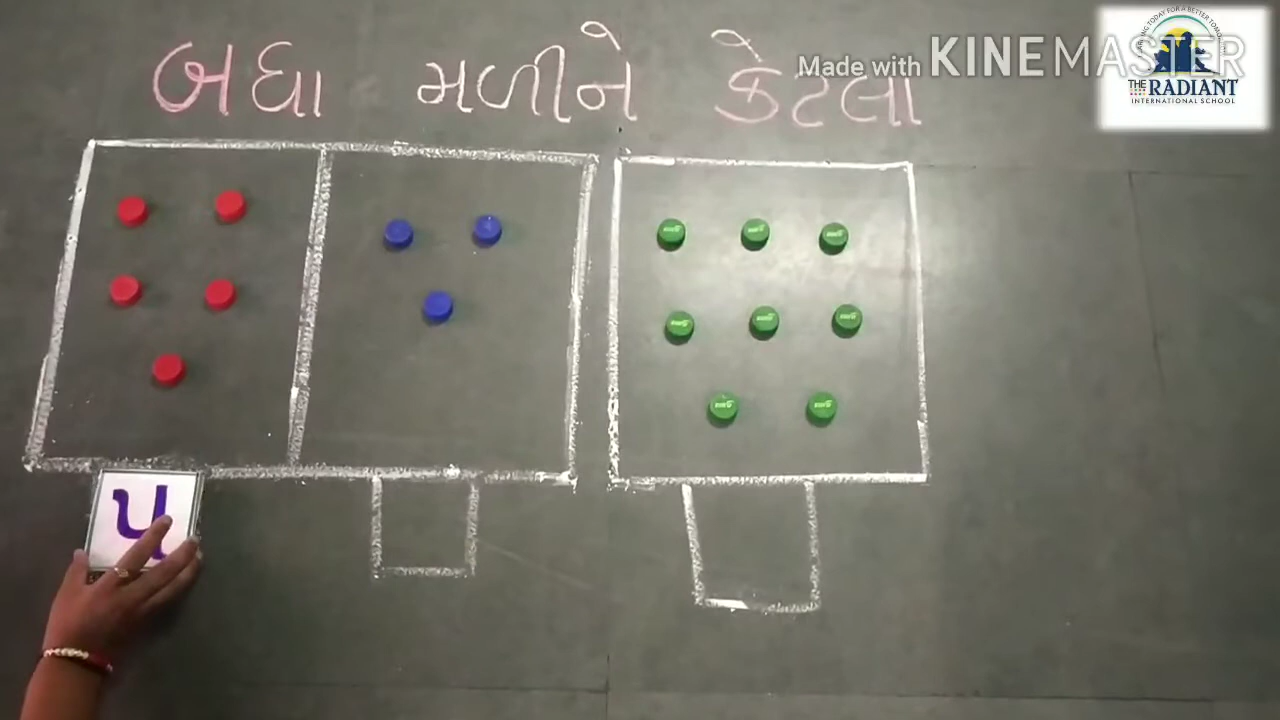 બધા મળીને કેટલા
Made with KINEMASTER
THE RADIANT
INTERNATIONAL SCHOOL
૫